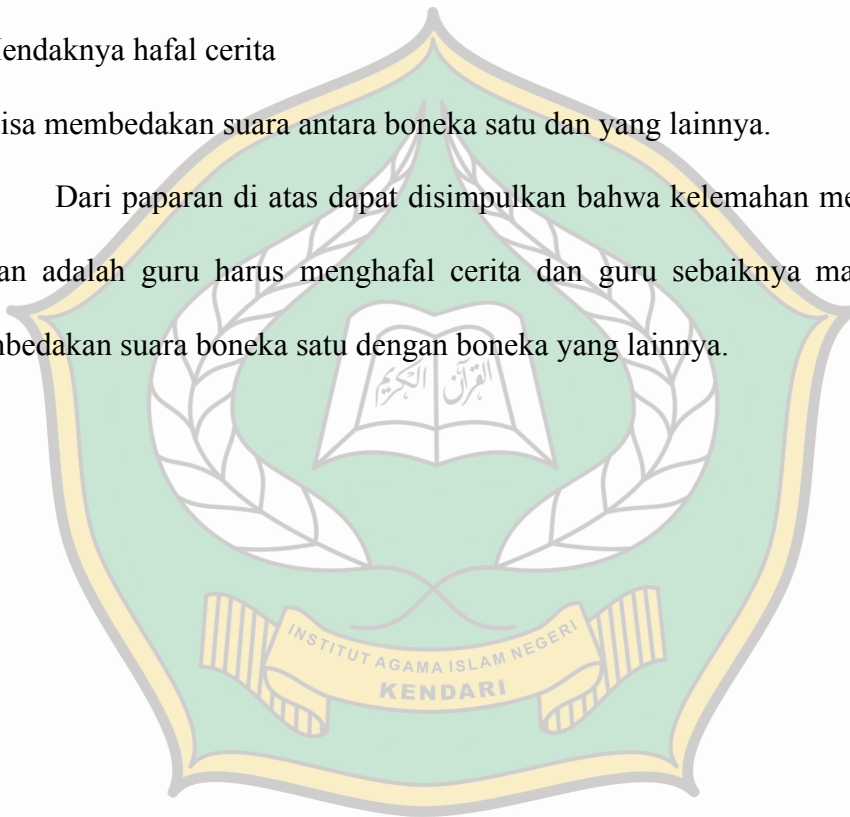 endaknya hafal cerita
isa membedakan suara antara boneka satu dan yang lainnya.
Dari paparan di atas dapat disimpulkan bahwa kelemahan me
an adalah guru harus menghafal cerita dan guru sebaiknya ma
bedakan suara boneka satu dengan boneka yang lainnya.
القرآن الكريم
INSTITUT AGAMA ISLAM NEGERI
KENDARI